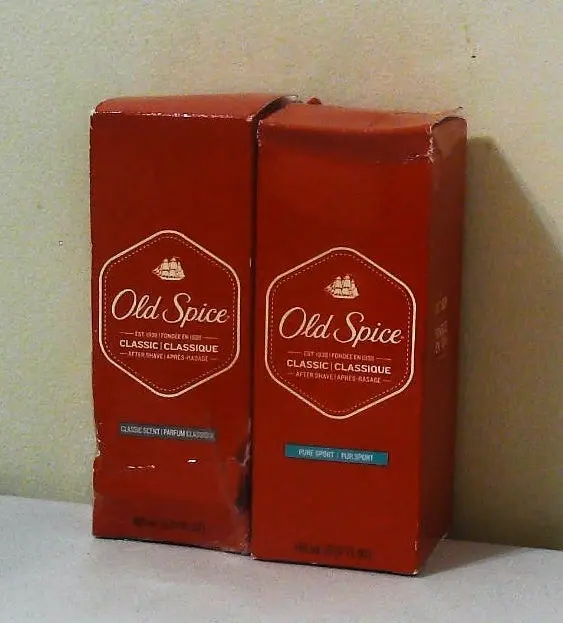 Old Spice
EST. 1938 | FONDÉE EN 1938
CLASSIC | CLASSIQUE
AFTER SHAVE | APRÈS-RASAGE
CLASSIC SCENT | PARFUM CLASSIQUE
Old Spice
EST. 1938 | FONDÉE EN 1938
CLASSIC | CLASSIQUE
AFTER SHAVE | APRÈS-RASAGE
PURE SPORT | PUR SPORT